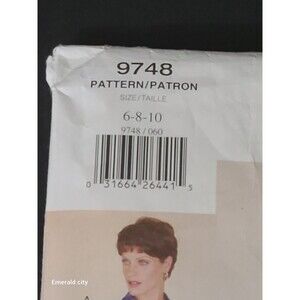 9748
PATTERN/PATRON
SIZE/TAILLE
6-8-10
9748 / 060
0 31664 26441 5
A
Emerald city